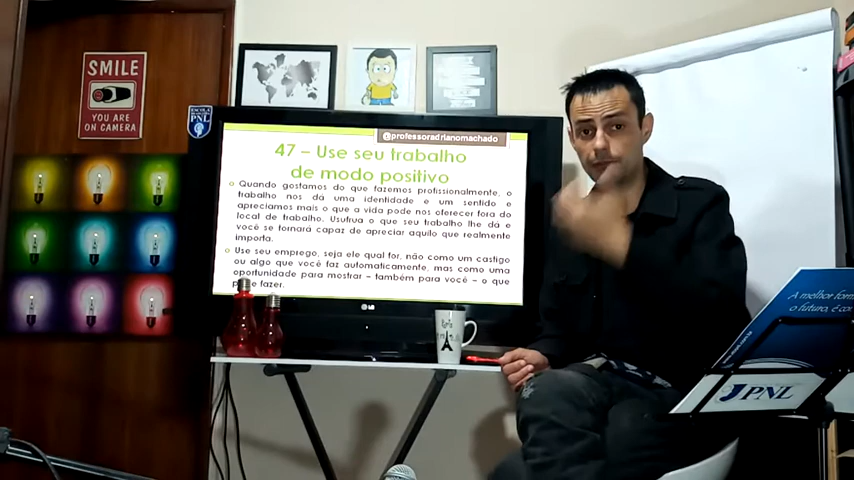 SMILE
YOU ARE
ON CAMERA
PNL
@professoradrianomachado
47 – Use seu trabalho
de modo positivo
Quando gostamos do que fazemos profissionalmente, o
trabalho nos dá uma identidade e um sentido e
apreciamos mais o que a vida pode nos oferecer fora do
local de trabalho. Usufrua o que seu trabalho lhe dá e
você se tornará capaz de apreciar aquilo que realmente
importa.
Use seu emprego, seja ele qual for, não como um castigo
ou algo que você faz automaticamente, mas como uma
oportunidade para mostrar – também para você – o que
fazer.
LG
A melhor
o futuro, é
PNL